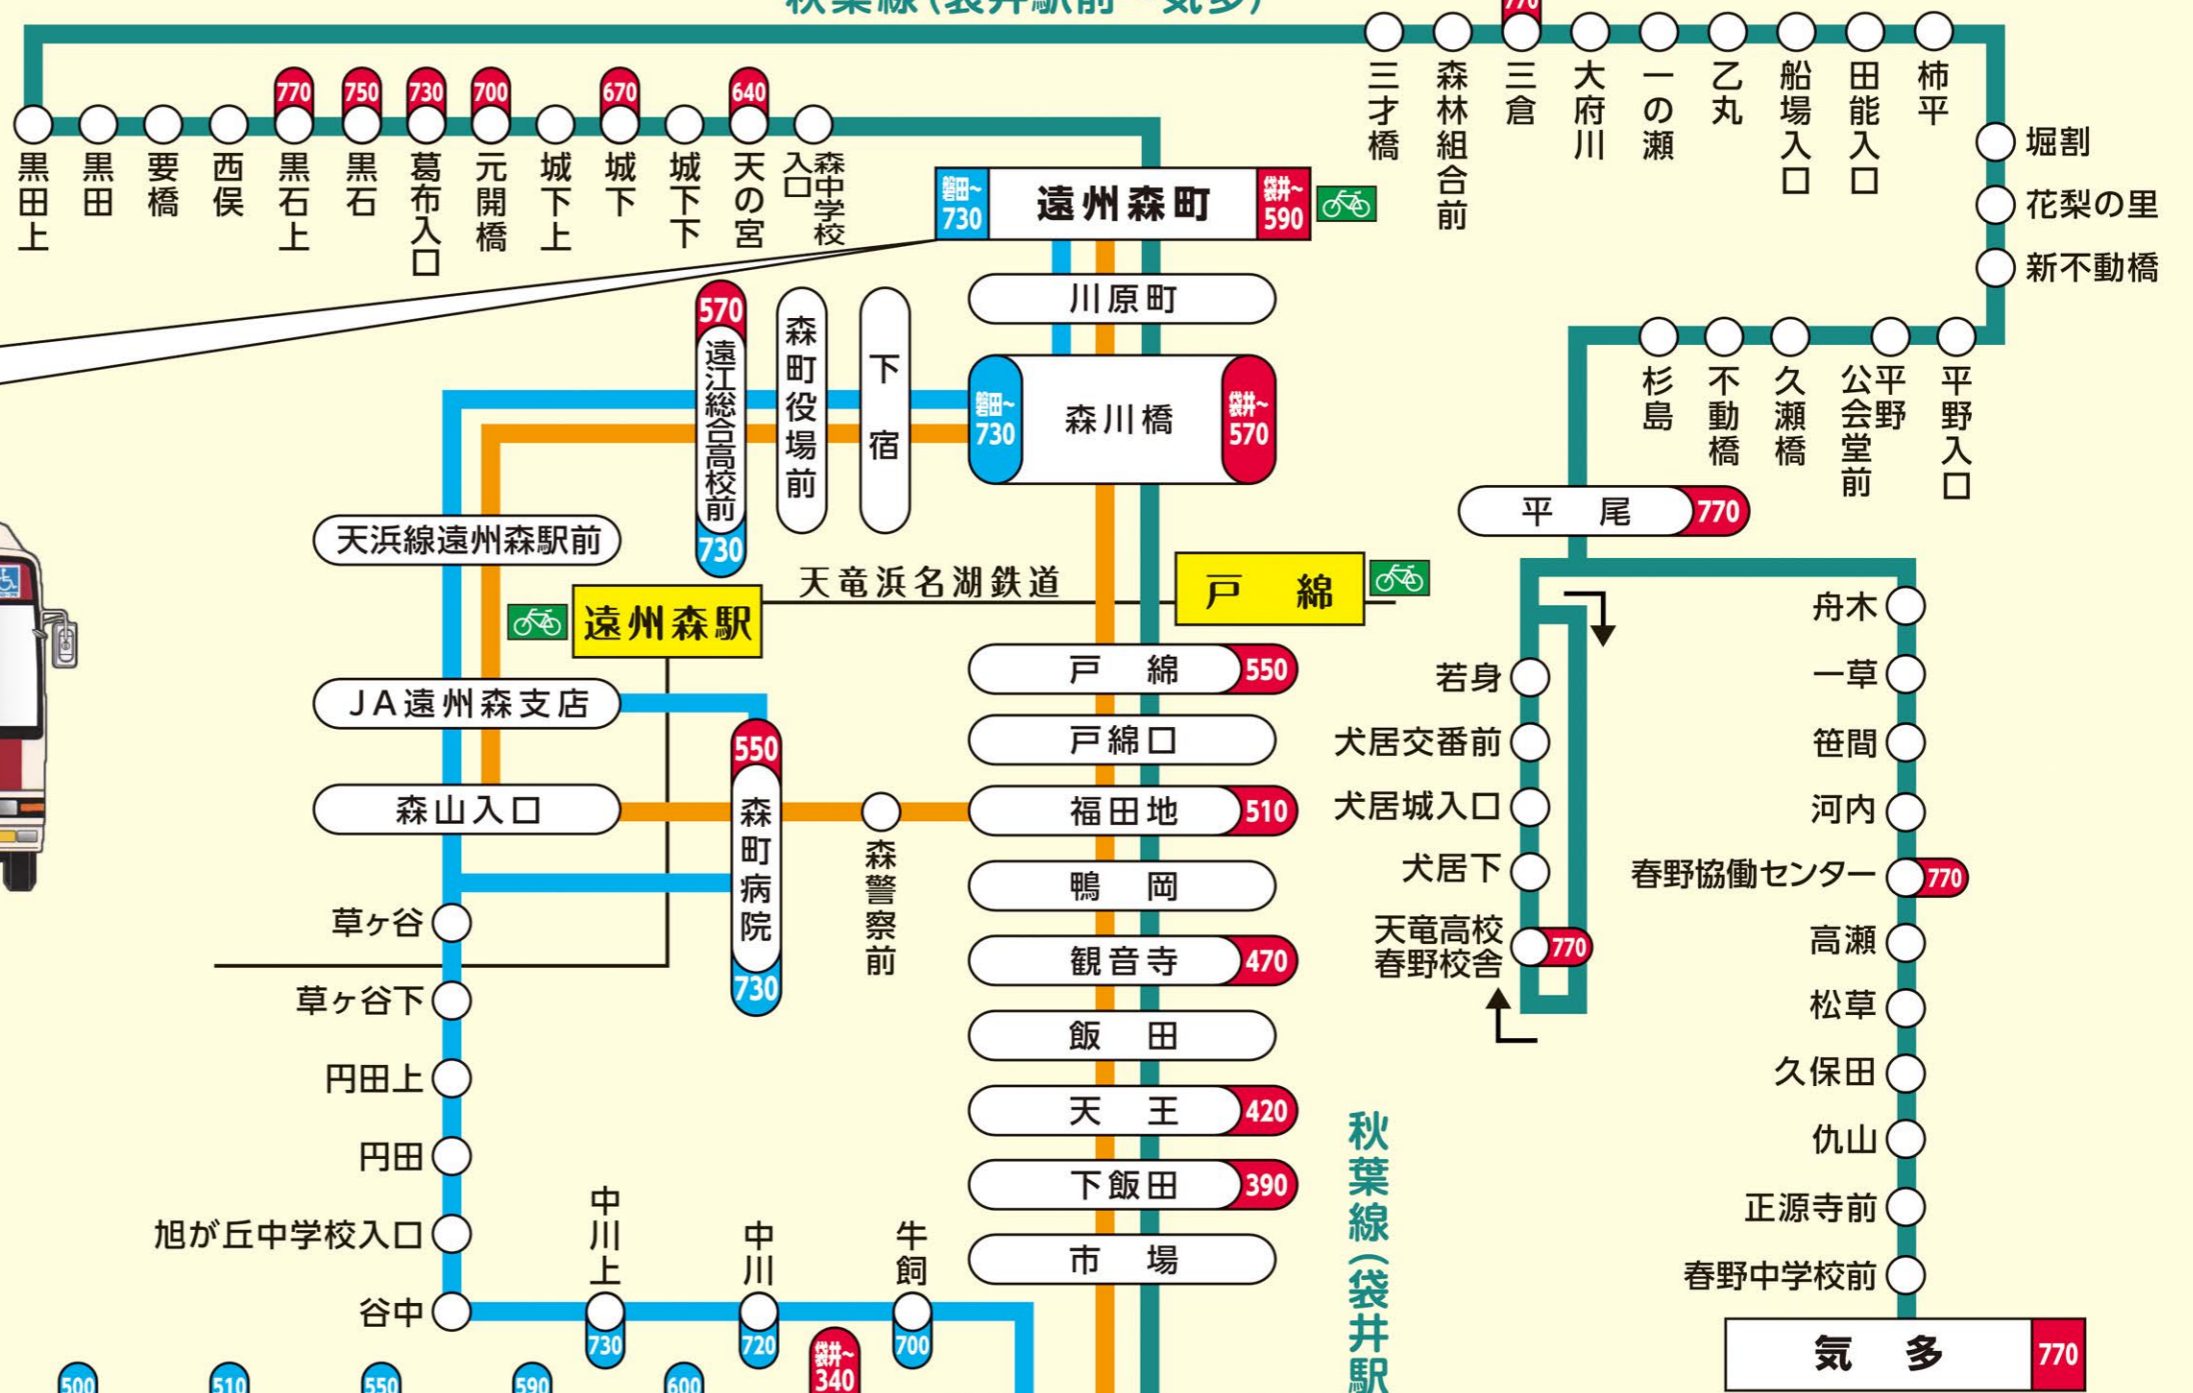 秋葉線(袋井駅前～気多)
770
三才橋
森林組合前
三倉
大府川
一の瀬
乙丸
船場入口
田能入口
柿平
堀割
花梨の里
新不動橋
770
750
730
700
670
640
黒田上
黒田
要橋
西俣
黒石上
黒石
葛布入口
元開橋
城下上
城下
城下下
天の宮
森中学校
入口
磐田～
730
遠州森町
袋井～
590
川原町
570
遠江総合高校前
730
森町役場前
下宿
磐田～
730
森川橋
袋井～
570
杉島
不動橋
久瀬橋
平野
公会堂前
平野入口
平尾 770
天浜線遠州森駅前
天竜浜名湖鉄道
遠州森駅
戸綿
戸綿 550
戸綿口
JA遠州森支店
550
森町病院
730
森山入口
森警察前
福田地 510
鴨岡
観音寺 470
飯田
天王 420
下飯田 390
市場
若身
犬居交番前
犬居城入口
犬居下
天竜高校
春野校舎
770
舟木
一草
笹間
河内
春野協働センター 770
高瀬
松草
久保田
仇山
正源寺前
春野中学校前
気多 770
草ヶ谷
草ヶ谷下
円田上
円田
旭が丘中学校入口
谷中
中川上
730
中川
720
牛飼
700
袋井～
340
500
510
550
590
600
秋葉線(袋井駅